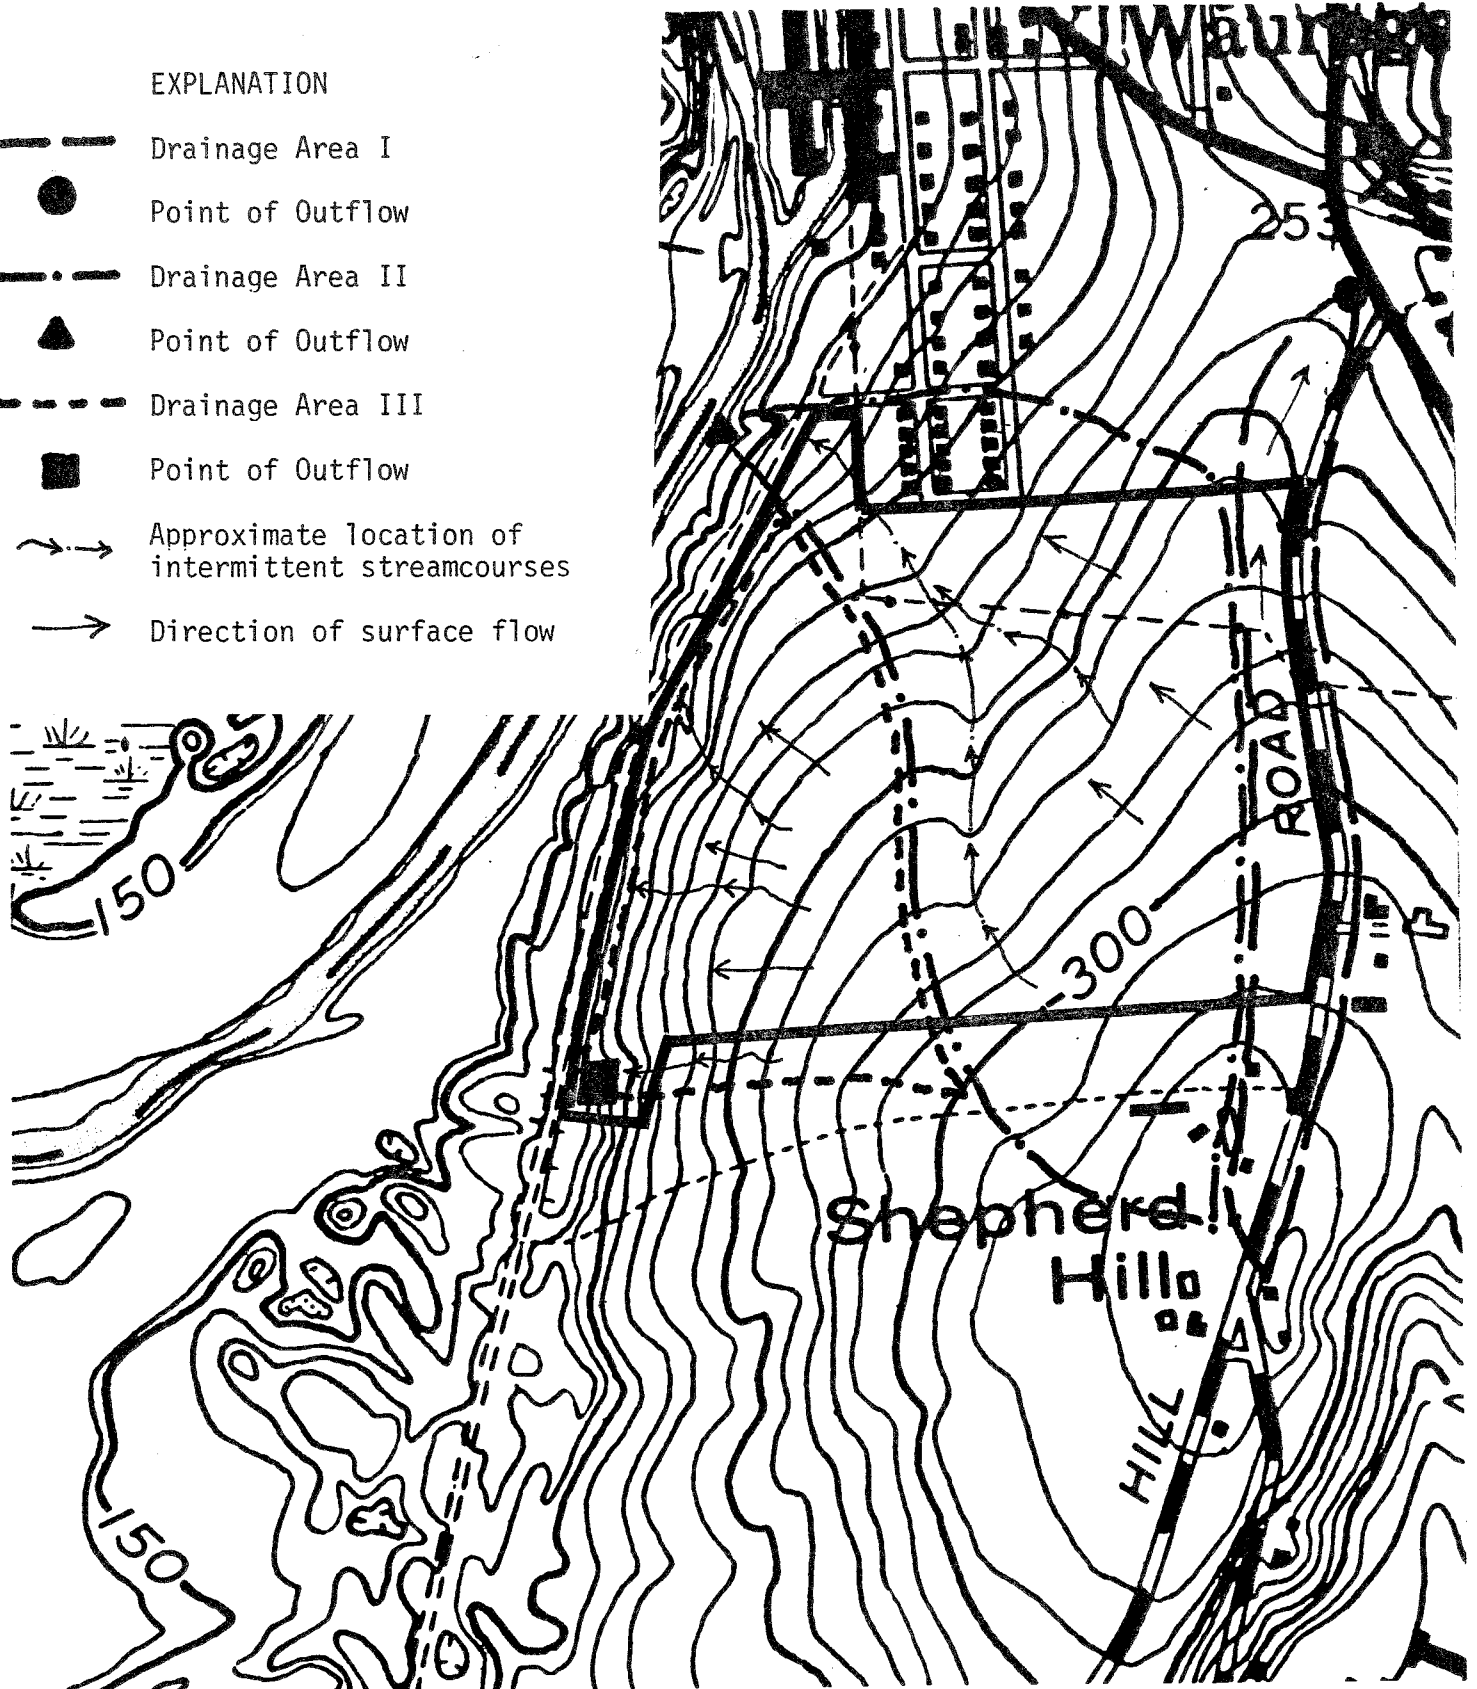 EXPLANATION
Drainage Area I
Point of Outflow
Drainage Area II
Point of Outflow
Drainage Area III
Point of Outflow
Approximate location of
intermittent streamcourses
Direction of surface flow
253
ROAD
150
300
Shepherd
Hill
HILL
150